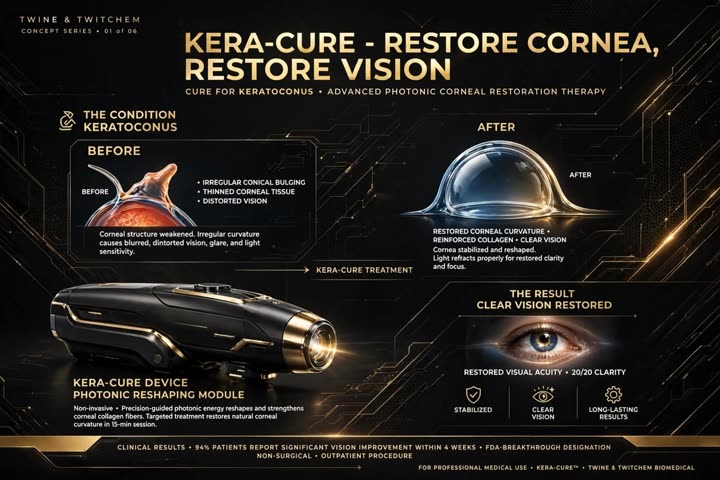 TWINE & TWITCHEM
CONCEPT SERIES • 01 of 06
KERA-CURE - RESTORE CORNEA,
RESTORE VISION
CURE FOR KERATOCONUS • ADVANCED PHOTONIC CORNEAL RESTORATION THERAPY
THE CONDITION
KERATOCONUS
BEFORE
BEFORE
• IRREGULAR CONICAL BULGING
• THINNED CORNEAL TISSUE
• DISTORTED VISION
Corneal structure weakened. Irregular curvature
causes blurred, dintorted vision, glare, and light
sensitivity.
AFTER
AFTER
RESTORED CORNEAL CURVATURE •
REINFORCED COLLAGEN • CLEAR VISION
Cornea stabilized and reshaped.
Light refracts properly for restored clarity
and focus.
KERA-CURE TREATMENT
KERA-CURE DEVICE
PHOTONIC RESHAPING MODULE
Non-invasive • Precision-guided photonic energy reshapes and strengthens
corneal collagen fibers. Targeted treatment restores natural corneal
curvature in 15-min session.
THE RESULT
CLEAR VISION RESTORED
RESTORED VISUAL ACUITY • 20/20 CLARITY
STABILIZED
CLEAR
VISION
LONG-LASTING
RESULTS
CLINICAL RESULTS • 94% PATIENTS REPORT SIGNIFICANT VISION IMPROVEMENT WITHIN 4 WEEKS • FDA-BREAKTHROUGH DESIGNATION
NON-SURGICAL • OUTPATIENT PROCEDURE
FOR PROFESSIONAL MEDICAL USE • KERA-CURE™ • TWINE & TWITCHEM BIOMEDICAL